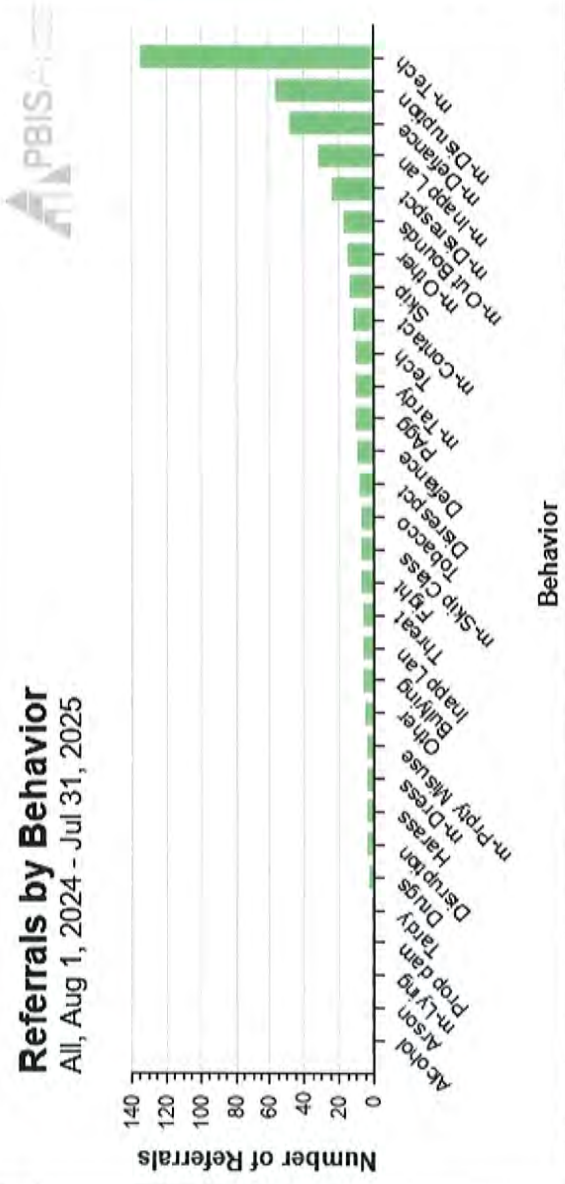 Referrals by Behavior
All, Aug 1, 2024 - Jul 31, 2025
Number of Referrals
140
120
100
80
60
40
20
0
Alcohol
Arson
m-Lying
Prop dam
Tardy
Drugs
Disruption
Harass
m-Dress
m-Prpty Misuse
Other
Bullying
Inapp Lan
Threat
Fight
m-Skip Class
Tobacco
Disrespct
Defiance
PAgg
m-Tardy
Tech
m-Contact
Skip
m-Other
m-Out Bounds
m-Disrespct
m-Inapp Lan
m-Defiance
m-Disruption
m-Tech
Behavior